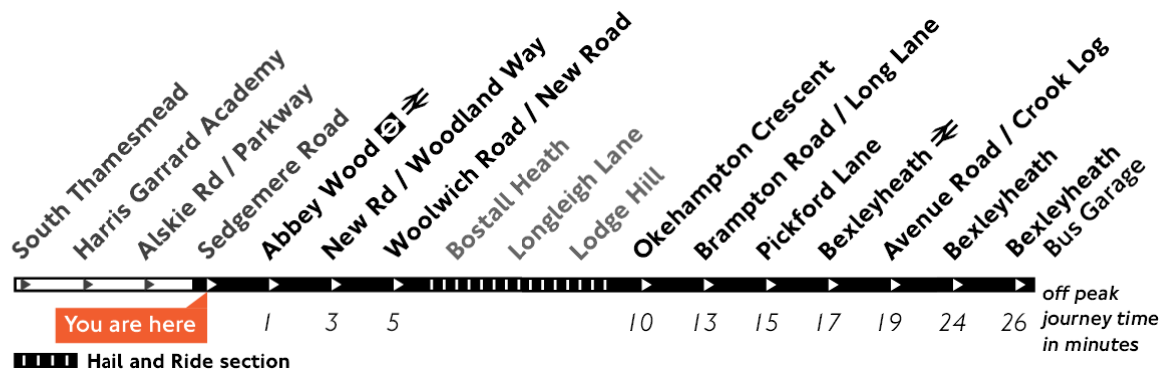 South Thamesmead
Harris Garrard Academy
Alskie Rd / Parkway
Sedgemere Road
Abbey Wood
New Rd / Woodland Way
Woolwich Road / New Road
Bostall Heath
Longleigh Lane
Lodge Hill
Okehampton Crescent
Brampton Road / Long Lane
Pickford Lane
Bexleyheath
Avenue Road / Crook Log
Bexleyheath
Bexleyheath
Bus Garage
You are here
1 3 5 10 13 15 17 19 24 26
off peak
journey time
in minutes
Hail and Ride section